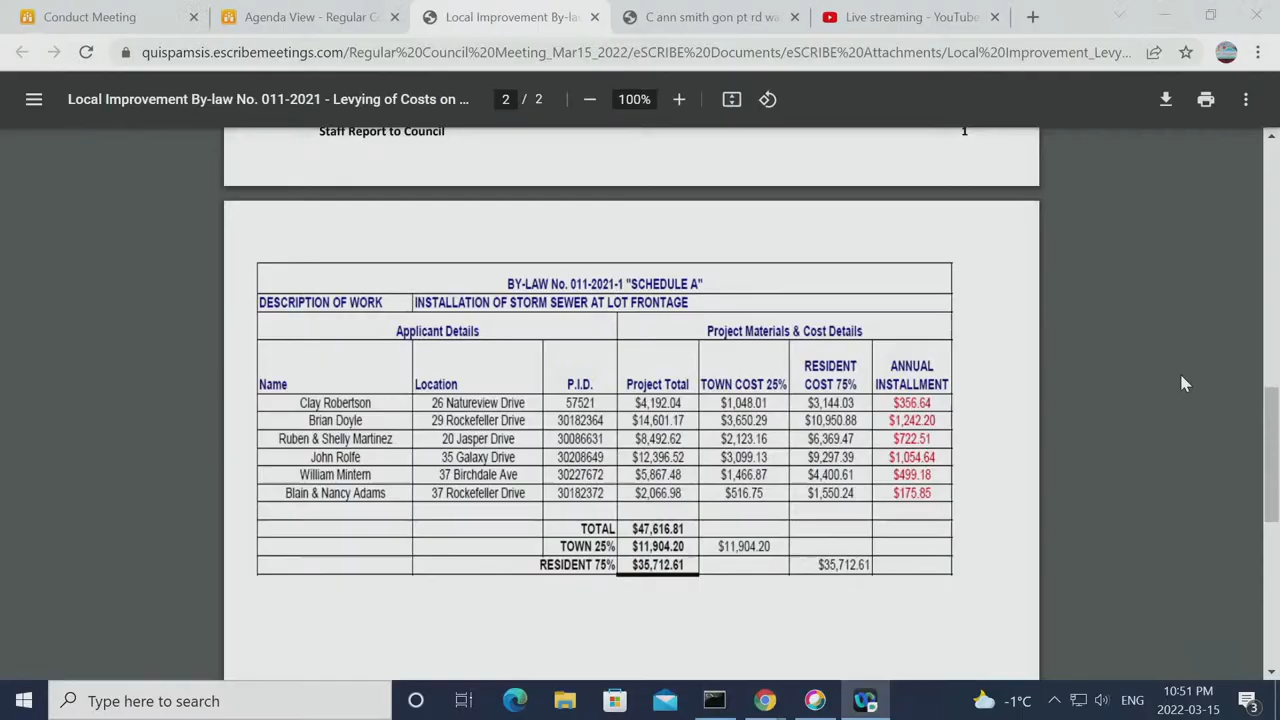 Conduct Meeting
Agenda View - Regular Co
Local Improvement By-la
C ann smith gon pt rd wa
Live streaming - YouTube
quispamsis.escribemeetings.com/Regular%20Council%20Meeting_Mar15_2022/eSCRIBE%20Documents/eSCRIBE%20Attachments/Local%20Improvement_Levy...
Local Improvement By-law No. 011-2021 - Levying of Costs on ... 2 / 2 100%
Staff Report to Council 1
BY-LAW No. 011-2021-1 "SCHEDULE A"
DESCRIPTION OF WORK INSTALLATION OF STORM SEWER AT LOT FRONTAGE
Applicant Details Project Materials & Cost Details
RESIDENT ANNUAL
Name Location P.I.D. Project Total TOWN COST 25% COST 75% INSTALLMENT
Clay Robertson 26 Natureview Drive 57521 $4,192.04 $1,048.01 $3,144.03 $356.64
Brian Doyle 29 Rockefeller Drive 30182364 $14,601.17 $3,650.29 $10,950.88 $1,242.20
Ruben & Shelly Martinez 20 Jasper Drive 30086631 $8,492.62 $2,123.16 $6,369.47 $722.51
John Rolfe 35 Galaxy Drive 30208649 $12,396.52 $3,099.13 $9,297.39 $1,054.64
William Mintern 37 Birchdale Ave 30227672 $5,867.48 $1,466.87 $4,400.61 $499.18
Blain & Nancy Adams 37 Rockefeller Drive 30182372 $2,066.98 $516.75 $1,550.24 $175.85
TOTAL $47,616.81
TOWN 25% $11,904.20 $11,904.20
RESIDENT 75% $35,712.61 $35,712.61
Type here to search
-1°C
ENG
10:51 PM
2022-03-15
3